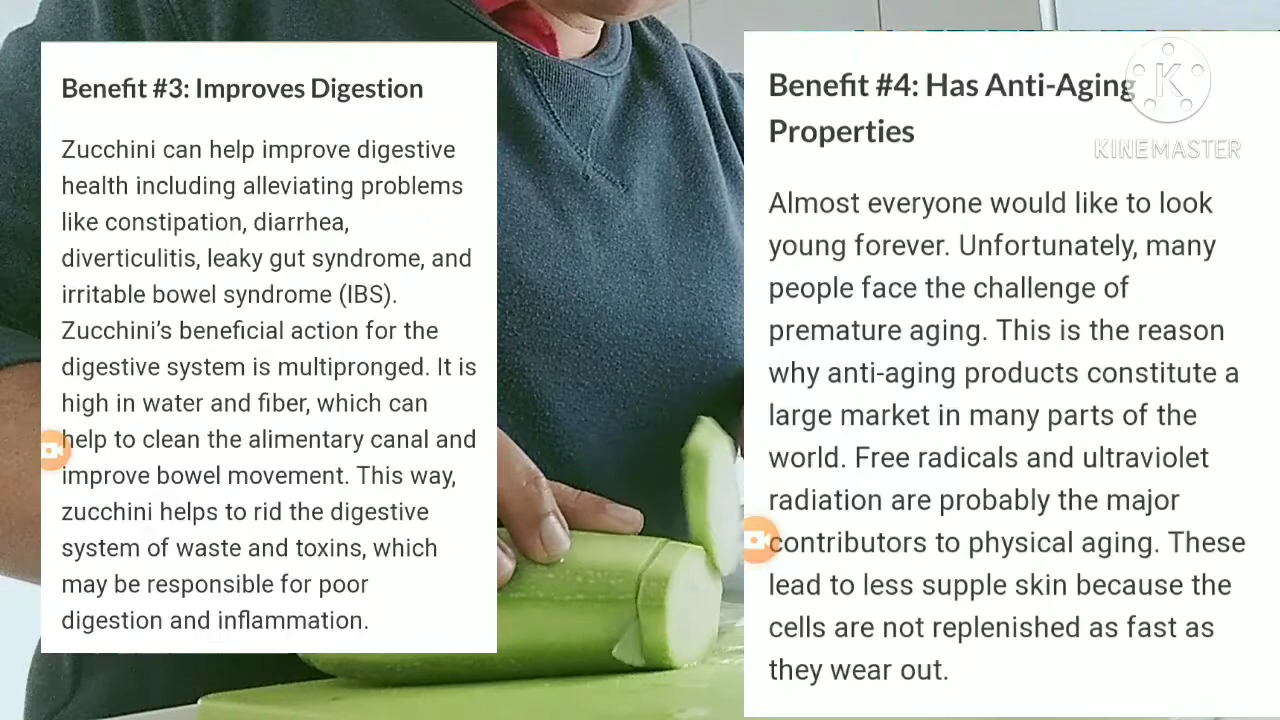 Benefit #3: Improves Digestion
Zucchini can help improve digestive
health including alleviating problems
like constipation, diarrhea,
diverticulitis, leaky gut syndrome, and
irritable bowel syndrome (IBS).
Zucchini’s beneficial action for the
digestive system is multipronged. It is
high in water and fiber, which can
help to clean the alimentary canal and
improve bowel movement. This way,
zucchini helps to rid the digestive
system of waste and toxins, which
may be responsible for poor
digestion and inflammation.
Benefit #4: Has Anti-Aging
Properties
Almost everyone would like to look
young forever. Unfortunately, many
people face the challenge of
premature aging. This is the reason
why anti-aging products constitute a
large market in many parts of the
world. Free radicals and ultraviolet
radiation are probably the major
contributors to physical aging. These
lead to less supple skin because the
cells are not replenished as fast as
they wear out.
K
KINEMASTER